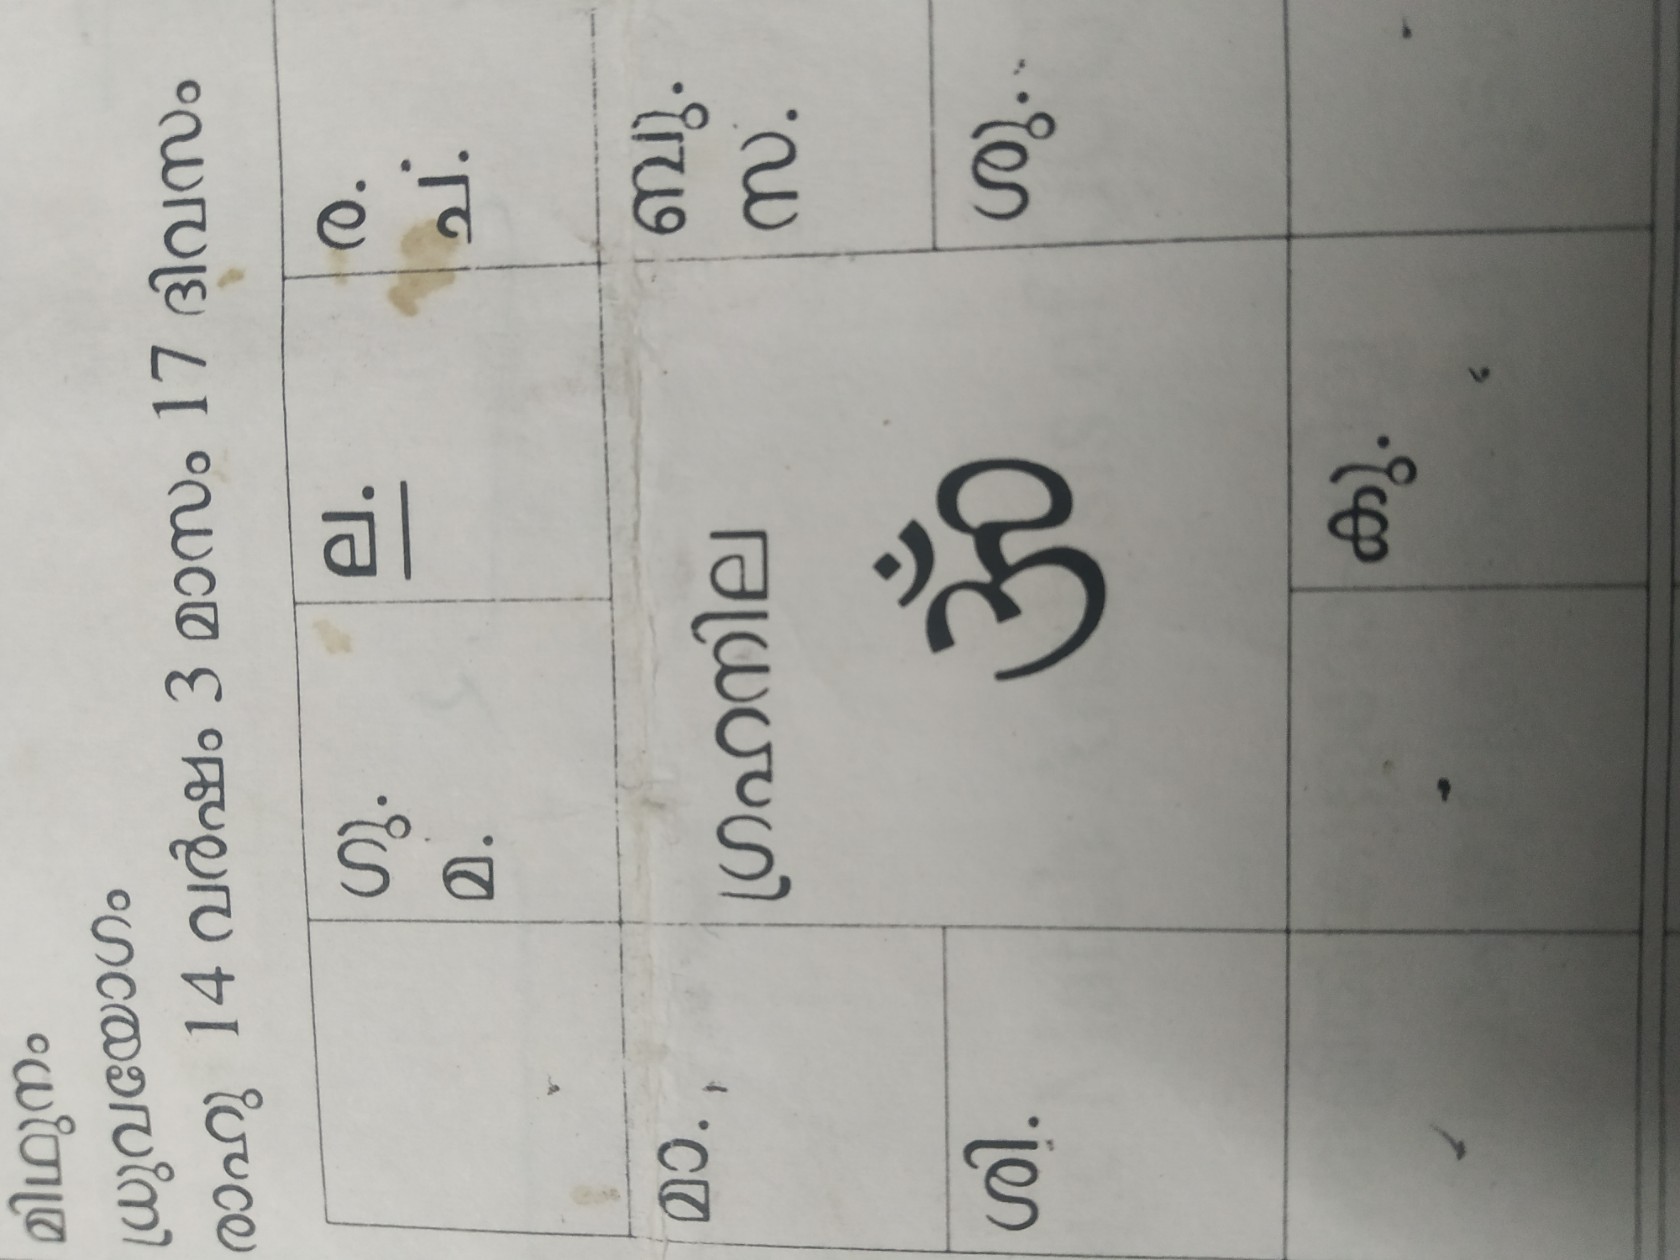 മിഥുനം
ധ്രുവയോഗം
രാഹു 14 വർഷം 3 മാസം 17 ദിവസം
ഗു.
മ.
ല.
ര.
ച.
മാ.
ഗ്രഹനില
ബു.
സ.
ശി.
ॐ
ശു.
കു.